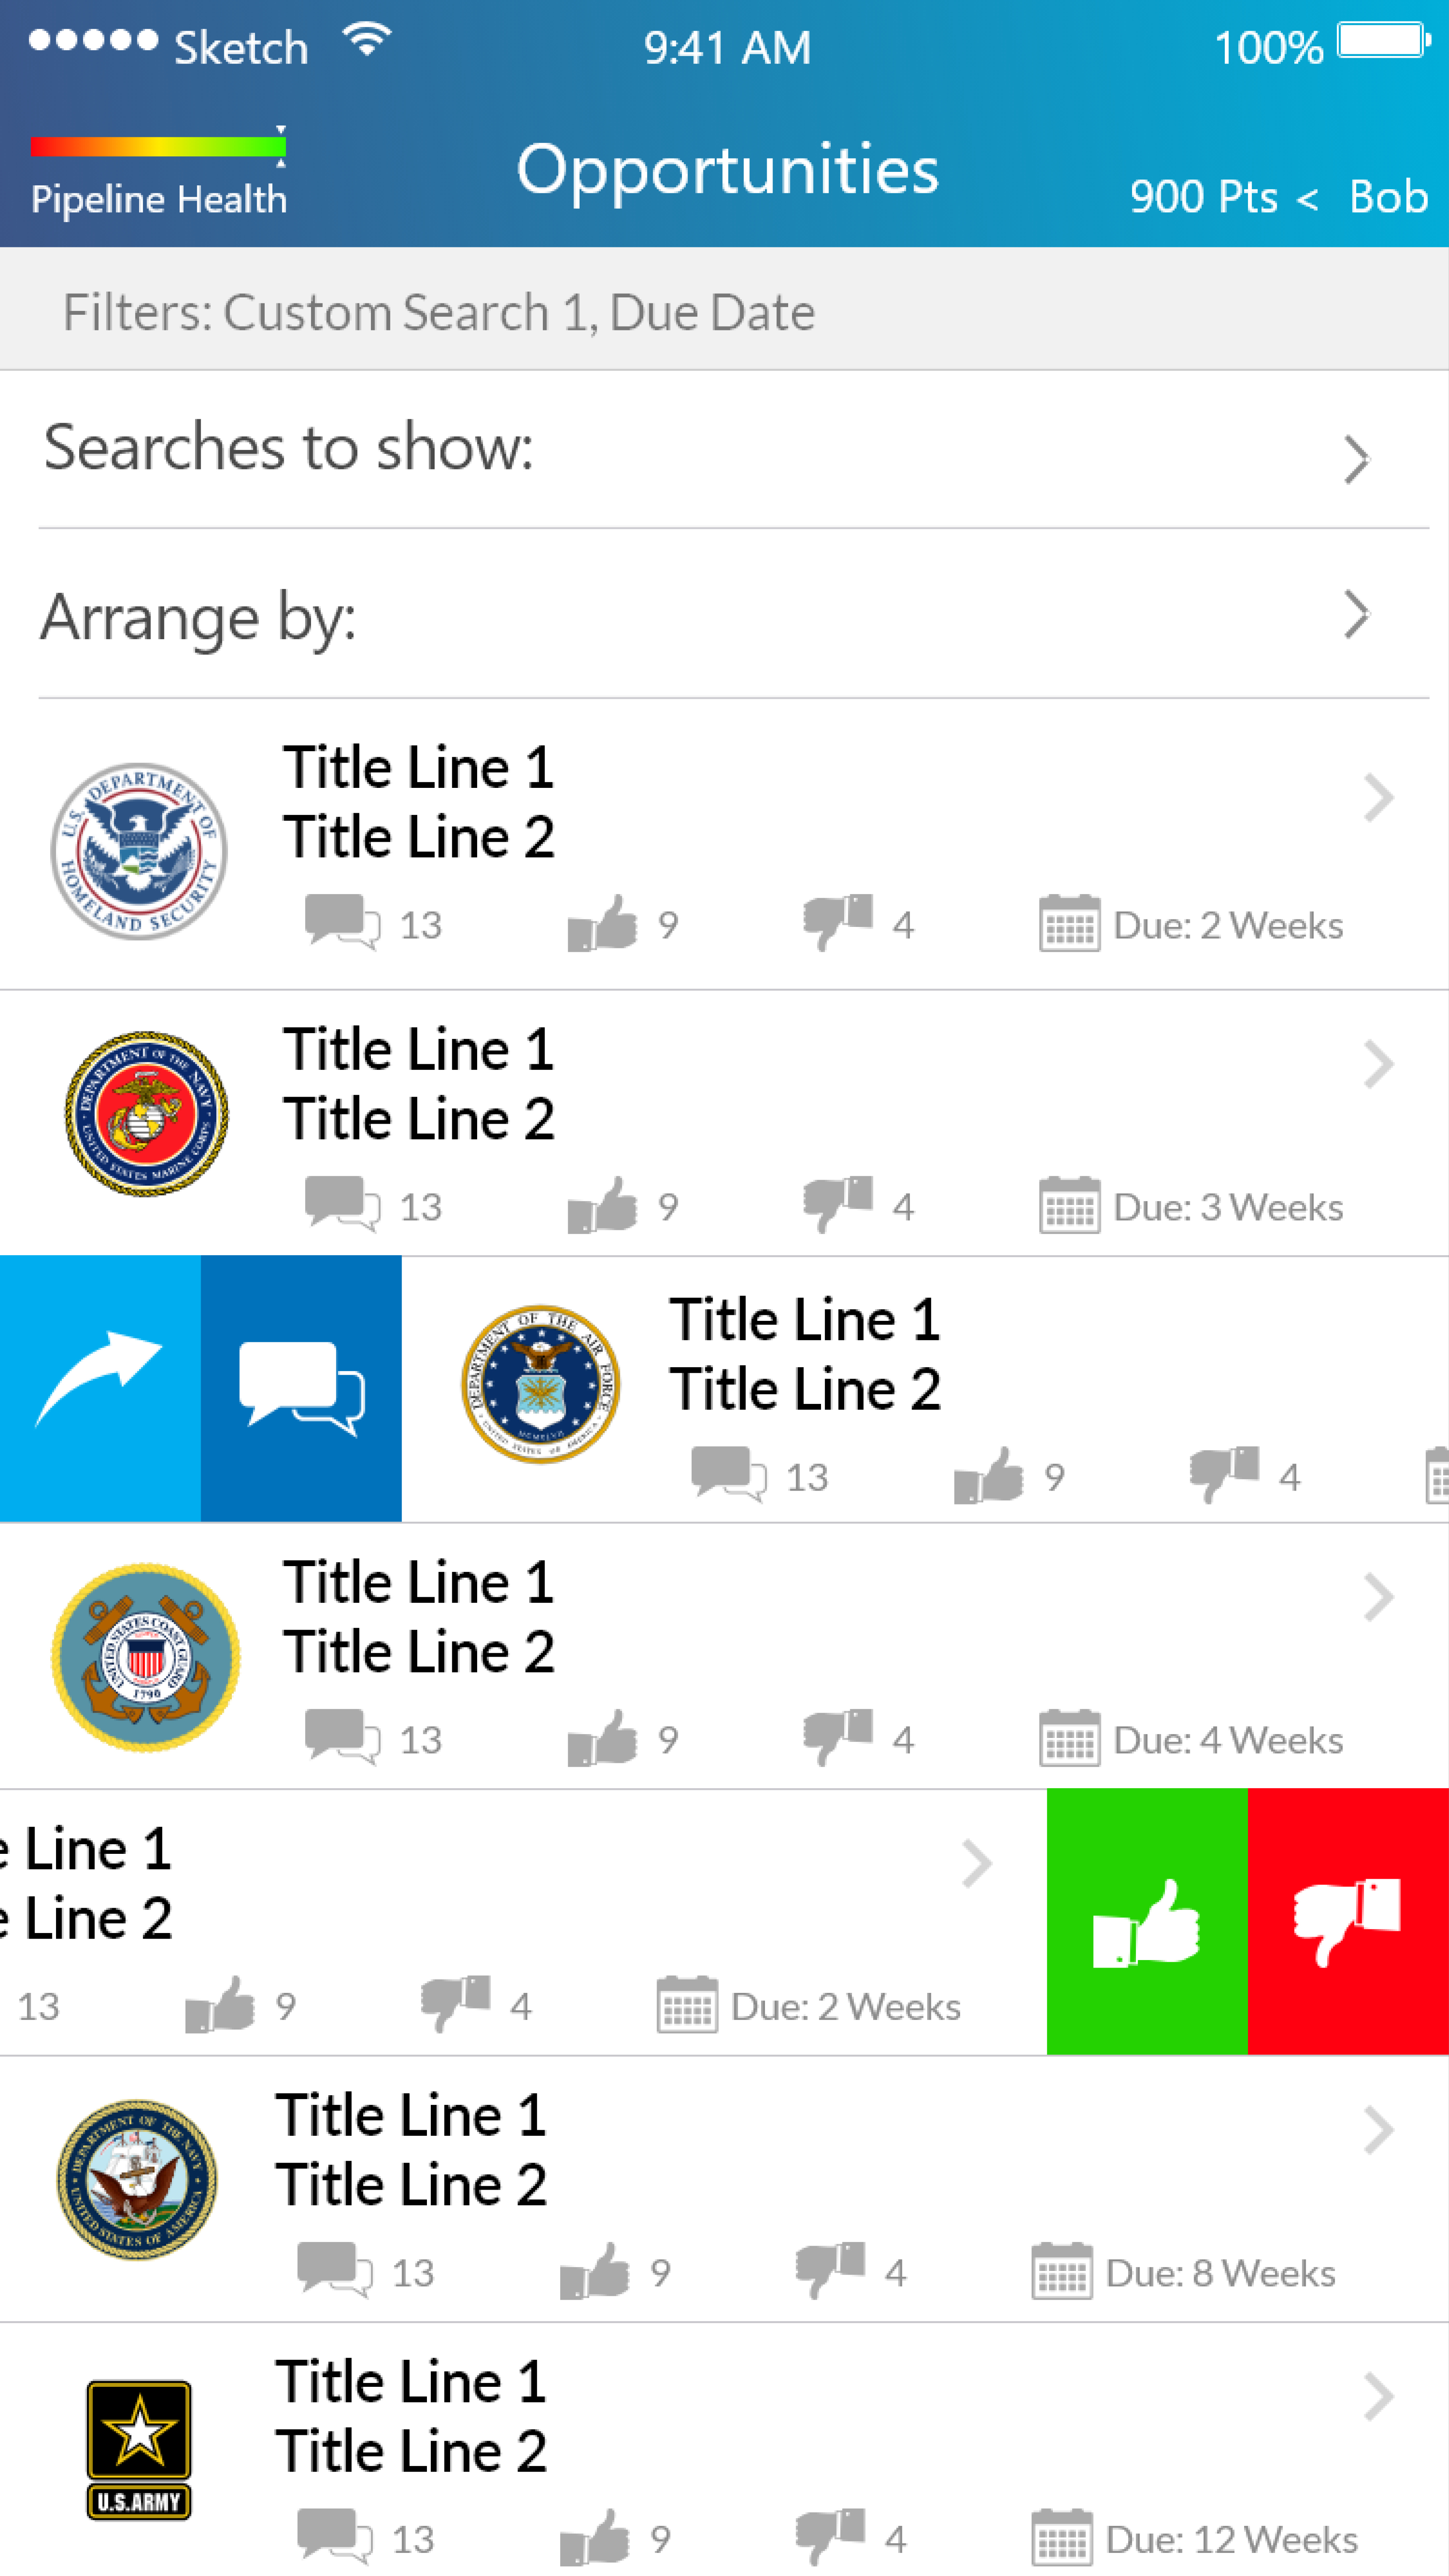 Sketch 9:41 AM 100%
Opportunities
Pipeline Health 900 Pts < Bob
Filters: Custom Search 1, Due Date
Searches to show:
Arrange by:
U.S. DEPARTMENT OF HOMELAND SECURITY
Title Line 1
Title Line 2
13 9 4 Due: 2 Weeks
DEPARTMENT OF THE NAVY
UNITED STATES MARINE CORPS
Title Line 1
Title Line 2
13 9 4 Due: 3 Weeks
DEPARTMENT OF THE AIR FORCE
UNITED STATES OF AMERICA
MCMXLVII
Title Line 1
Title Line 2
13 9 4
UNITED STATES COAST GUARD
1790
Title Line 1
Title Line 2
13 9 4 Due: 4 Weeks
e Line 1
e Line 2
13 9 4 Due: 2 Weeks
DEPARTMENT OF THE NAVY
UNITED STATES OF AMERICA
Title Line 1
Title Line 2
13 9 4 Due: 8 Weeks
U.S.ARMY
Title Line 1
Title Line 2
13 9 4 Due: 12 Weeks